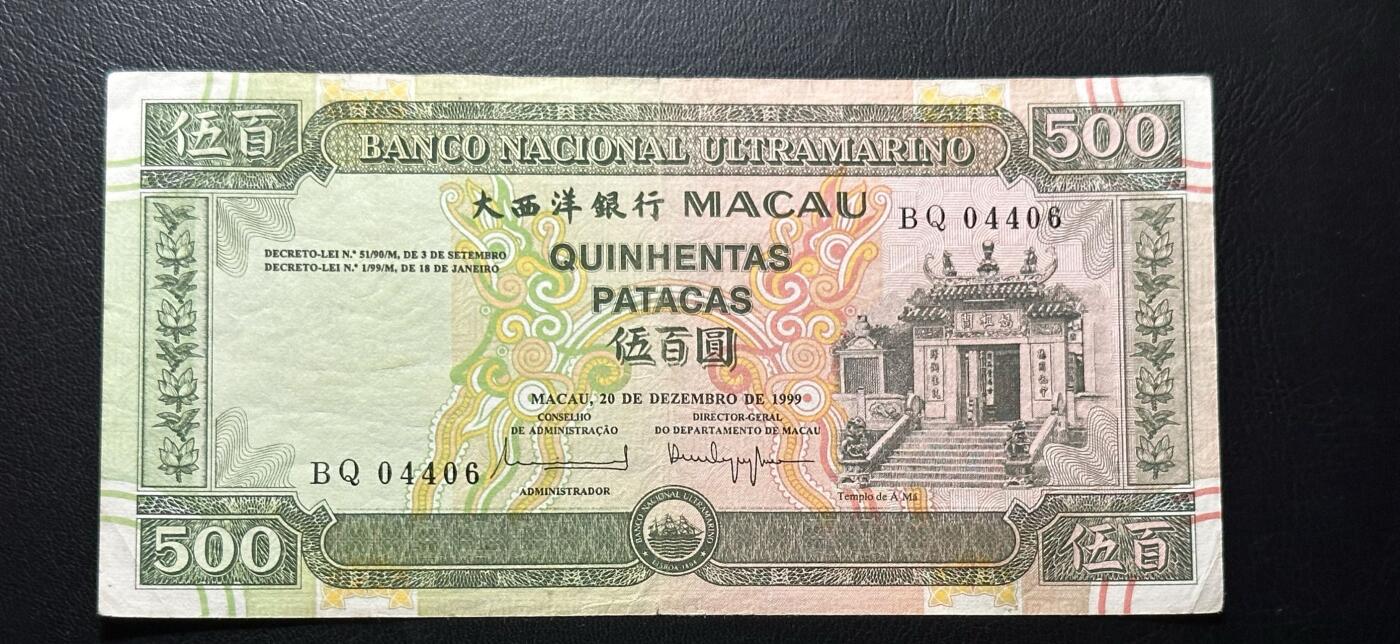 伍百
BANCO NACIONAL ULTRAMARINO
500
大西洋銀行 MACAU
BQ 04406
DECRETO-LEI N.º 51/90/M, DE 3 DE SETEMBRO
DECRETO-LEI N.º 1/99/M, DE 18 DE JANEIRO
QUINHENTAS
PATACAS
伍百圓
MACAU, 20 DE DEZEMBRO DE 1999
CONSELHO
DE ADMINISTRAÇÃO
DIRECTOR-GERAL
DO DEPARTAMENTO DE MACAU
BQ 04406
ADMINISTRADOR
Templo de Á Má
500
BANCO NACIONAL ULTRAMARINO
LISBOA 1864
伍百